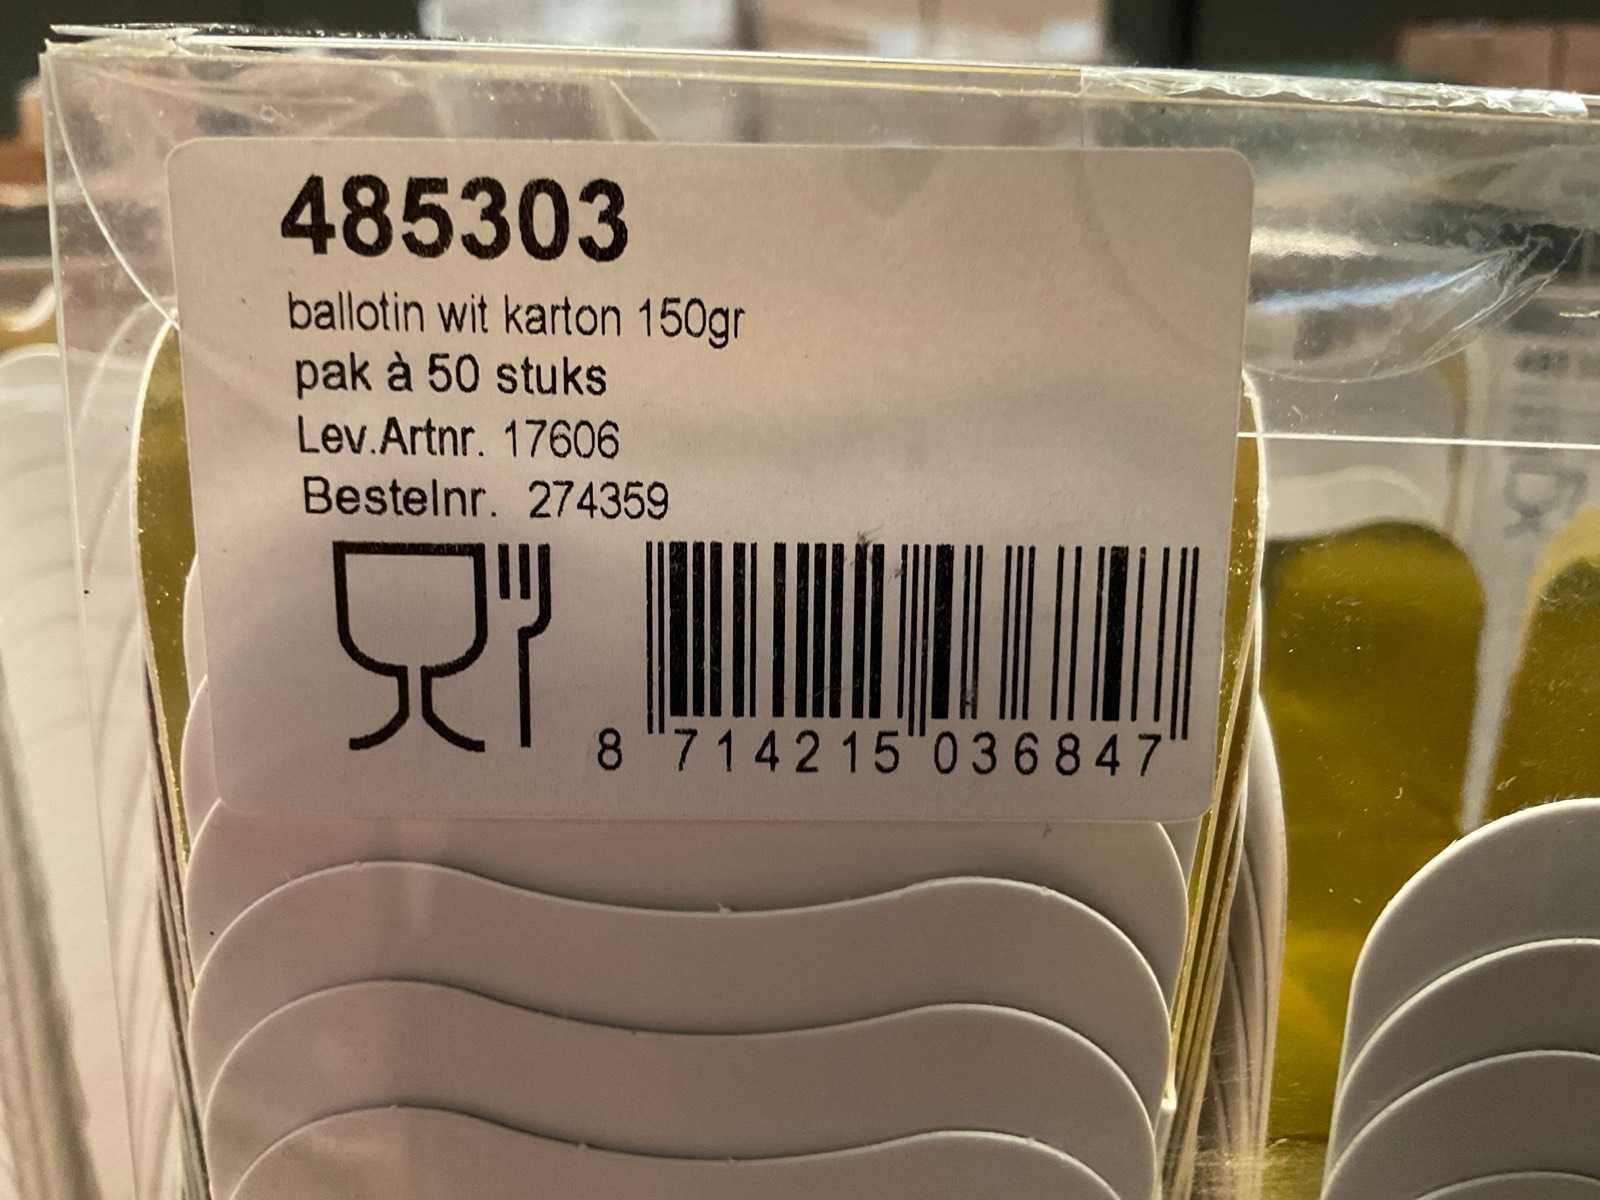 485303
ballotin wit karton 150gr
pak à 50 stuks
Lev.Artnr. 17606
Bestelnr. 274359
8 714215 036847